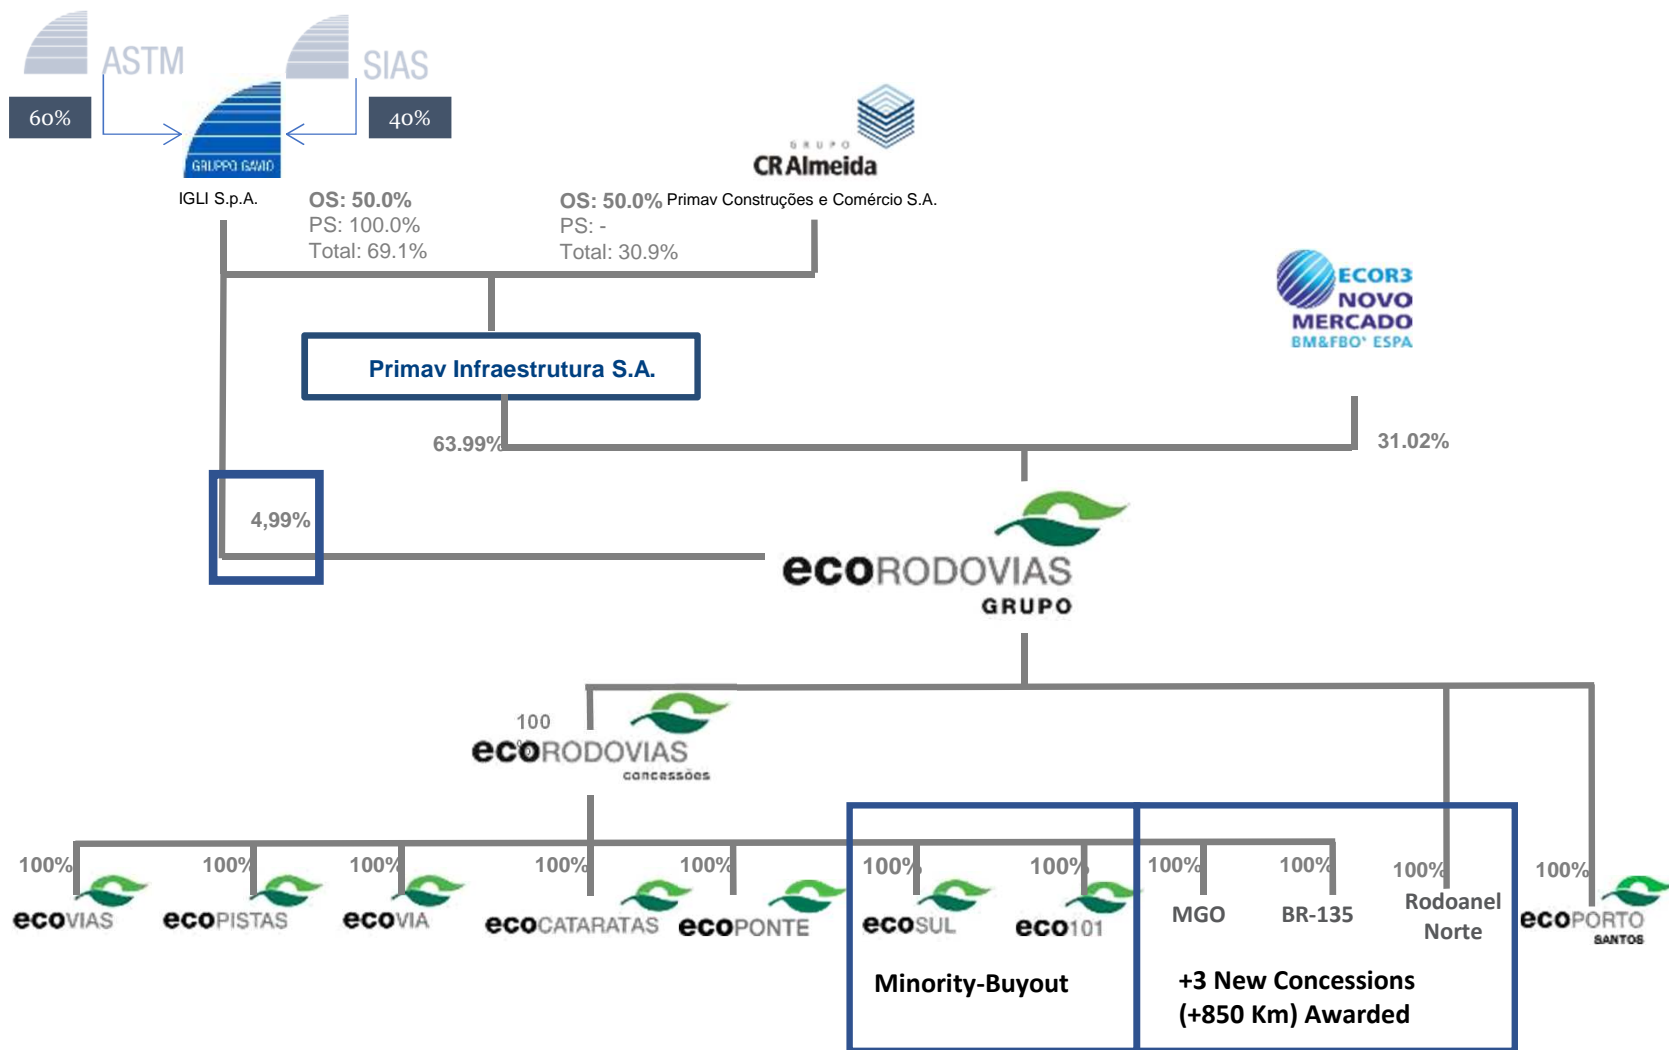 ASTM
SIAS
60%
40%
GRUPPO GAVIO
GRUPO
CR Almeida
IGLI S.p.A.
OS: 50.0%
PS: 100.0%
Total: 69.1%
OS: 50.0%
PS: -
Total: 30.9%
Primav Construções e Comércio S.A.
ECOR3
NOVO
MERCADO
BM&FBO' ESPA
Primav Infraestrutura S.A.
63.99%
31.02%
4,99%
ecoRODOVIAS
GRUPO
100
ecoRODOVIAS
concessões
100%
100%
100%
100%
100%
100%
100%
100%
100%
100%
100%
ecoVIAS
ecoPISTAS
ecoVIA
ecoCATARATAS
ecoPONTE
ecoSUL
eco101
MGO
BR-135
Rodoanel
Norte
ecoPORTO
SANTOS
Minority-Buyout
+3 New Concessions
(+850 Km) Awarded